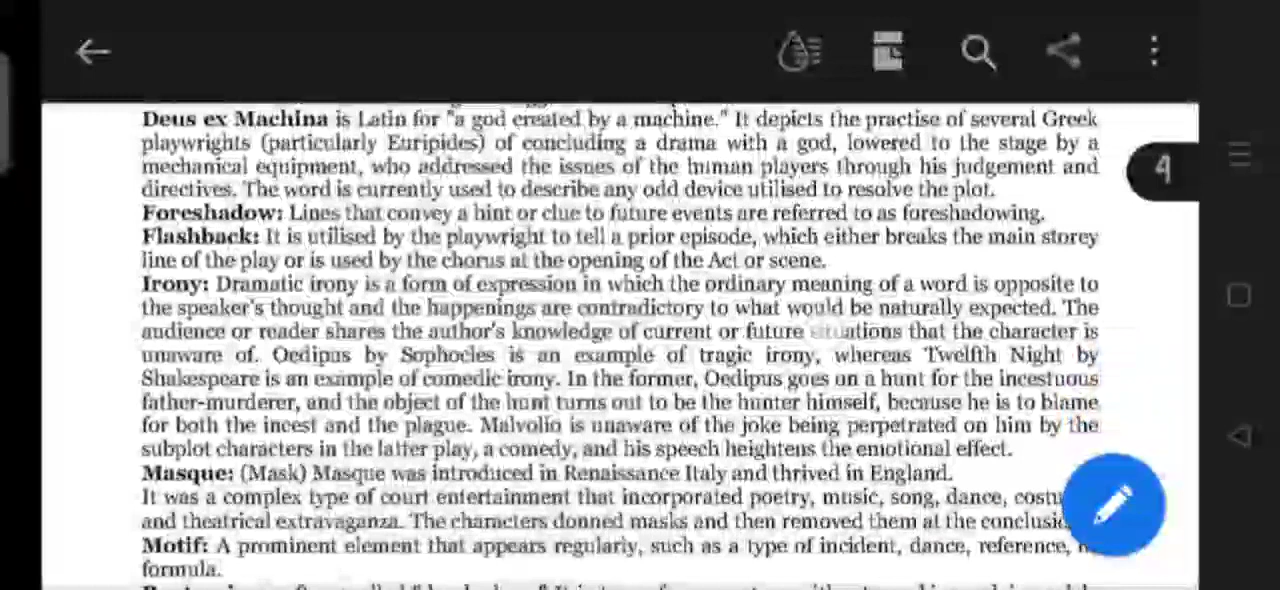 4
Deus ex Machina is Latin for "a god created by a machine." It depicts the practise of several Greek
playwrights (particularly Euripides) of concluding a drama with a god, lowered to the stage by a
mechanical equipment, who addressed the issues of the human players through his judgement and
directives. The word is currently used to describe any odd device utilised to resolve the plot.
Foreshadow: Lines that convey a hint or clue to future events are referred to as foreshadowing.
Flashback: It is utilised by the playwright to tell a prior episode, which either breaks the main storey
line of the play or is used by the chorus at the opening of the Act or scene.
Irony: Dramatic irony is a form of expression in which the ordinary meaning of a word is opposite to
the speaker's thought and the happenings are contradictory to what would be naturally expected. The
audience or reader shares the author's knowledge of current or future situations that the character is
unaware of. Oedipus by Sophocles is an example of tragic irony, whereas Twelfth Night by
Shakespeare is an example of comedic irony. In the former, Oedipus goes on a hunt for the incestuous
father-murderer, and the object of the hunt turns out to be the hunter himself, because he is to blame
for both the incest and the plague. Malvolio is unaware of the joke being perpetrated on him by the
subplot characters in the latter play, a comedy, and his speech heightens the emotional effect.
Masque: (Mask) Masque was introduced in Renaissance Italy and thrived in England.
It was a complex type of court entertainment that incorporated poetry, music, song, dance,
and theatrical extravaganza. The characters donned masks and then removed them at the
Motif: A prominent element that appears regularly, such as a type of incident, dance, reference,
formula.